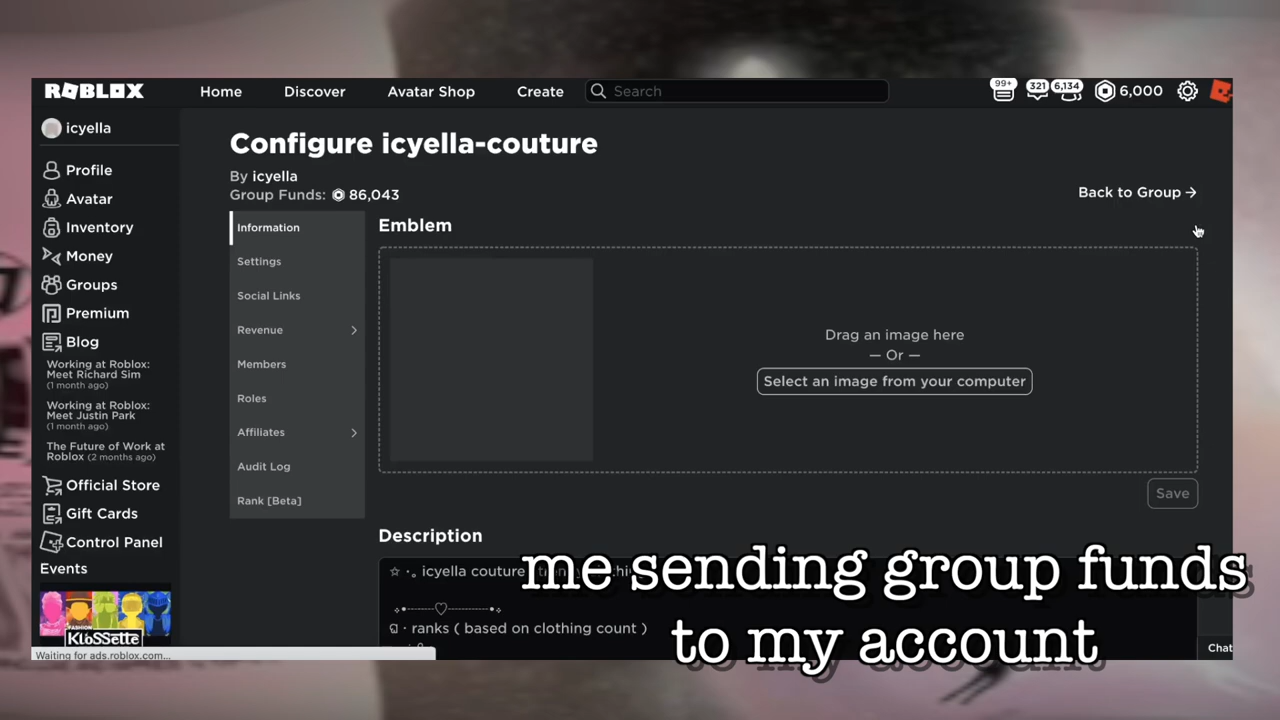 ROBLOX Home Discover Avatar Shop Create Search 99+ 321 6,134 6,000
icyella
Profile
Avatar
Inventory
Money
Groups
Premium
Blog
Working at Roblox:
Meet Richard Sim
(1 month ago)
Working at Roblox:
Meet Justin Park
(1 month ago)
The Future of Work at
Roblox (2 months ago)
Official Store
Gift Cards
Control Panel
Events
FASHION
KlosSette
Waiting for ads.roblox.com...
Configure icyella-couture
By icyella
Group Funds: 86,043
Back to Group →
Information
Settings
Social Links
Revenue
Members
Roles
Affiliates
Audit Log
Rank [Beta]
Emblem
Drag an image here
— Or —
Select an image from your computer
Save
Description
☆ ·。icyella couture
ranks ( based on clothing count )
Chat
me sending group funds
to my account